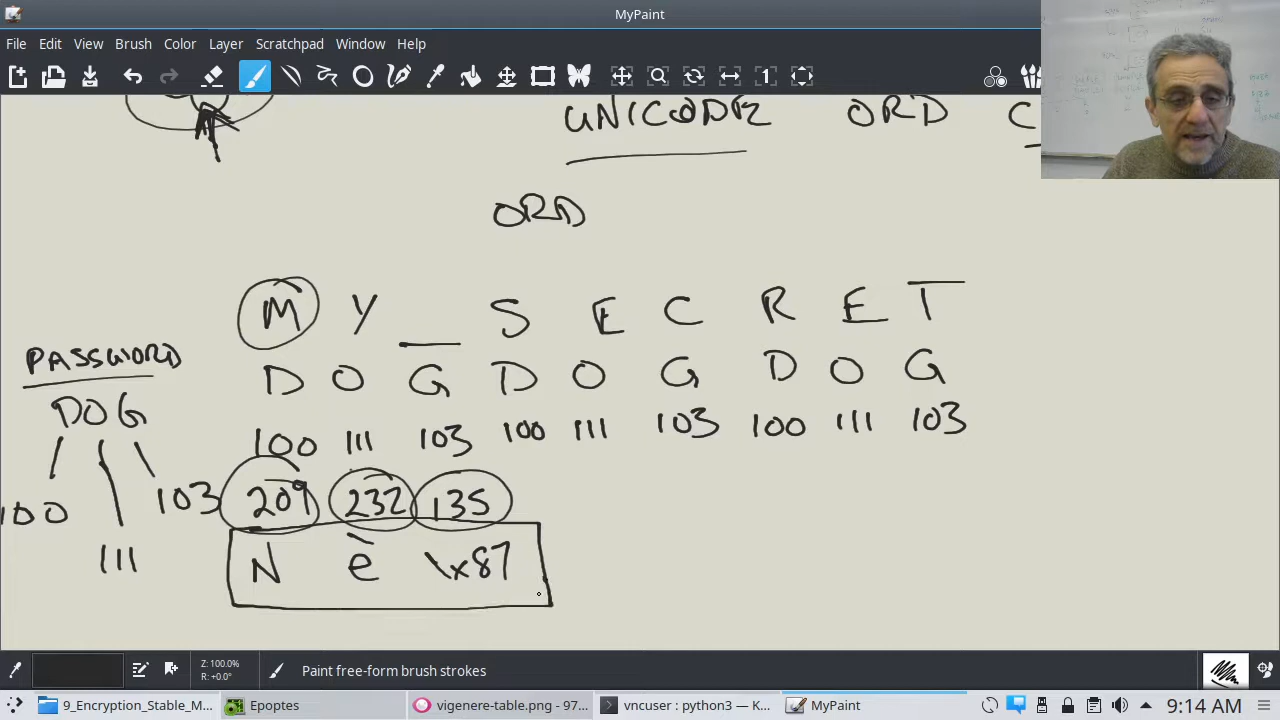 MyPaint
File Edit View Brush Color Layer Scratchpad Window Help
UNICODE ORD C
ORD
M Y _ S E C R E T
PASSWORD
D O G D O G D O G
DOG
100 111 103 100 111 103 100 111 103
100 111 103
209 232 135
N è \x87
Z: 100.0%
R: +0.0°
Paint free-form brush strokes
9_Encryption_Stable_M... Epoptes vigenere-table.png - ... vncuser : python3 — K... MyPaint 9:14 AM